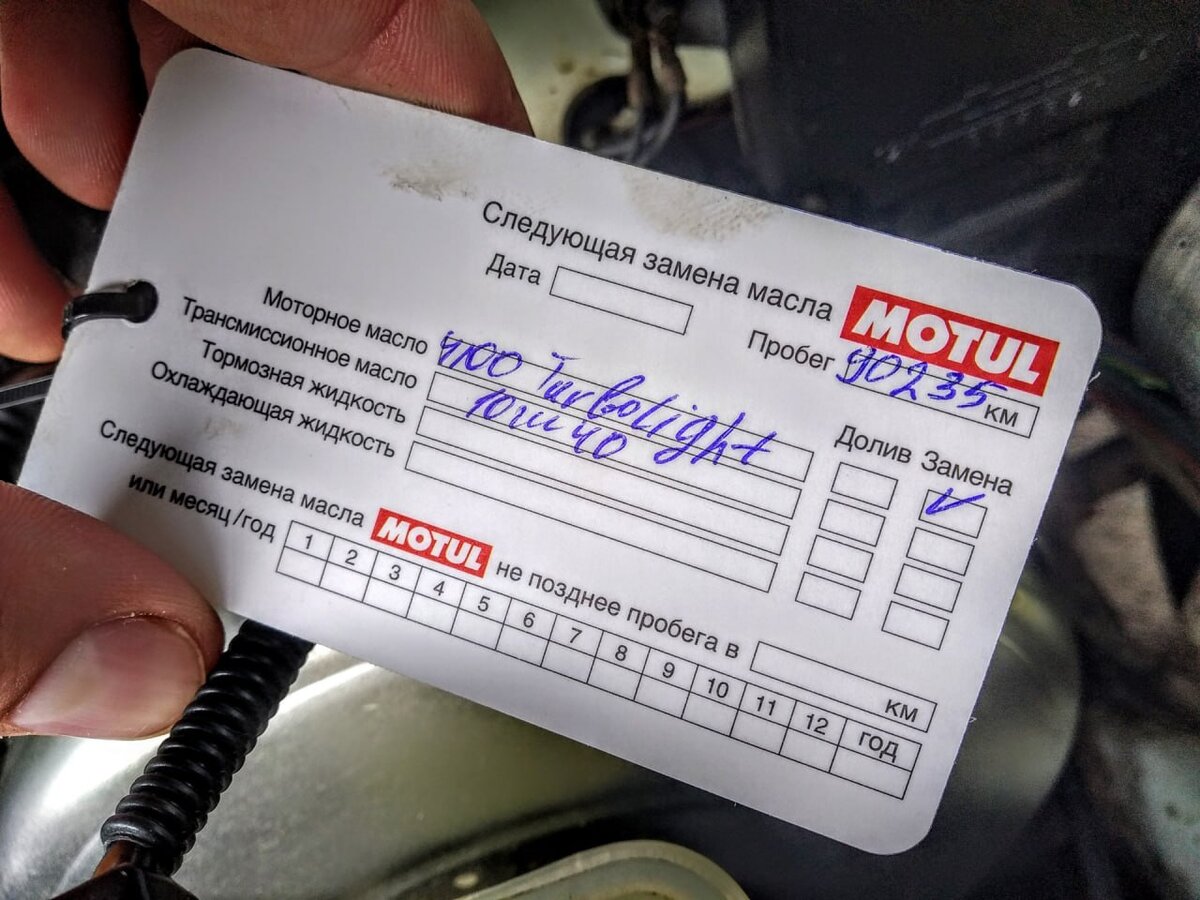 Следующая замена масла MOTUL
Дата Пробег 90235 км
Долив Замена
Моторное масло 4100 Turbolight
Трансмиссионное масло 10w40
Тормозная жидкость
Охлаждающая жидкость
Следующая замена масла MOTUL не позднее пробега в км
или месяц/год 1 2 3 4 5 6 7 8 9 10 11 12 год